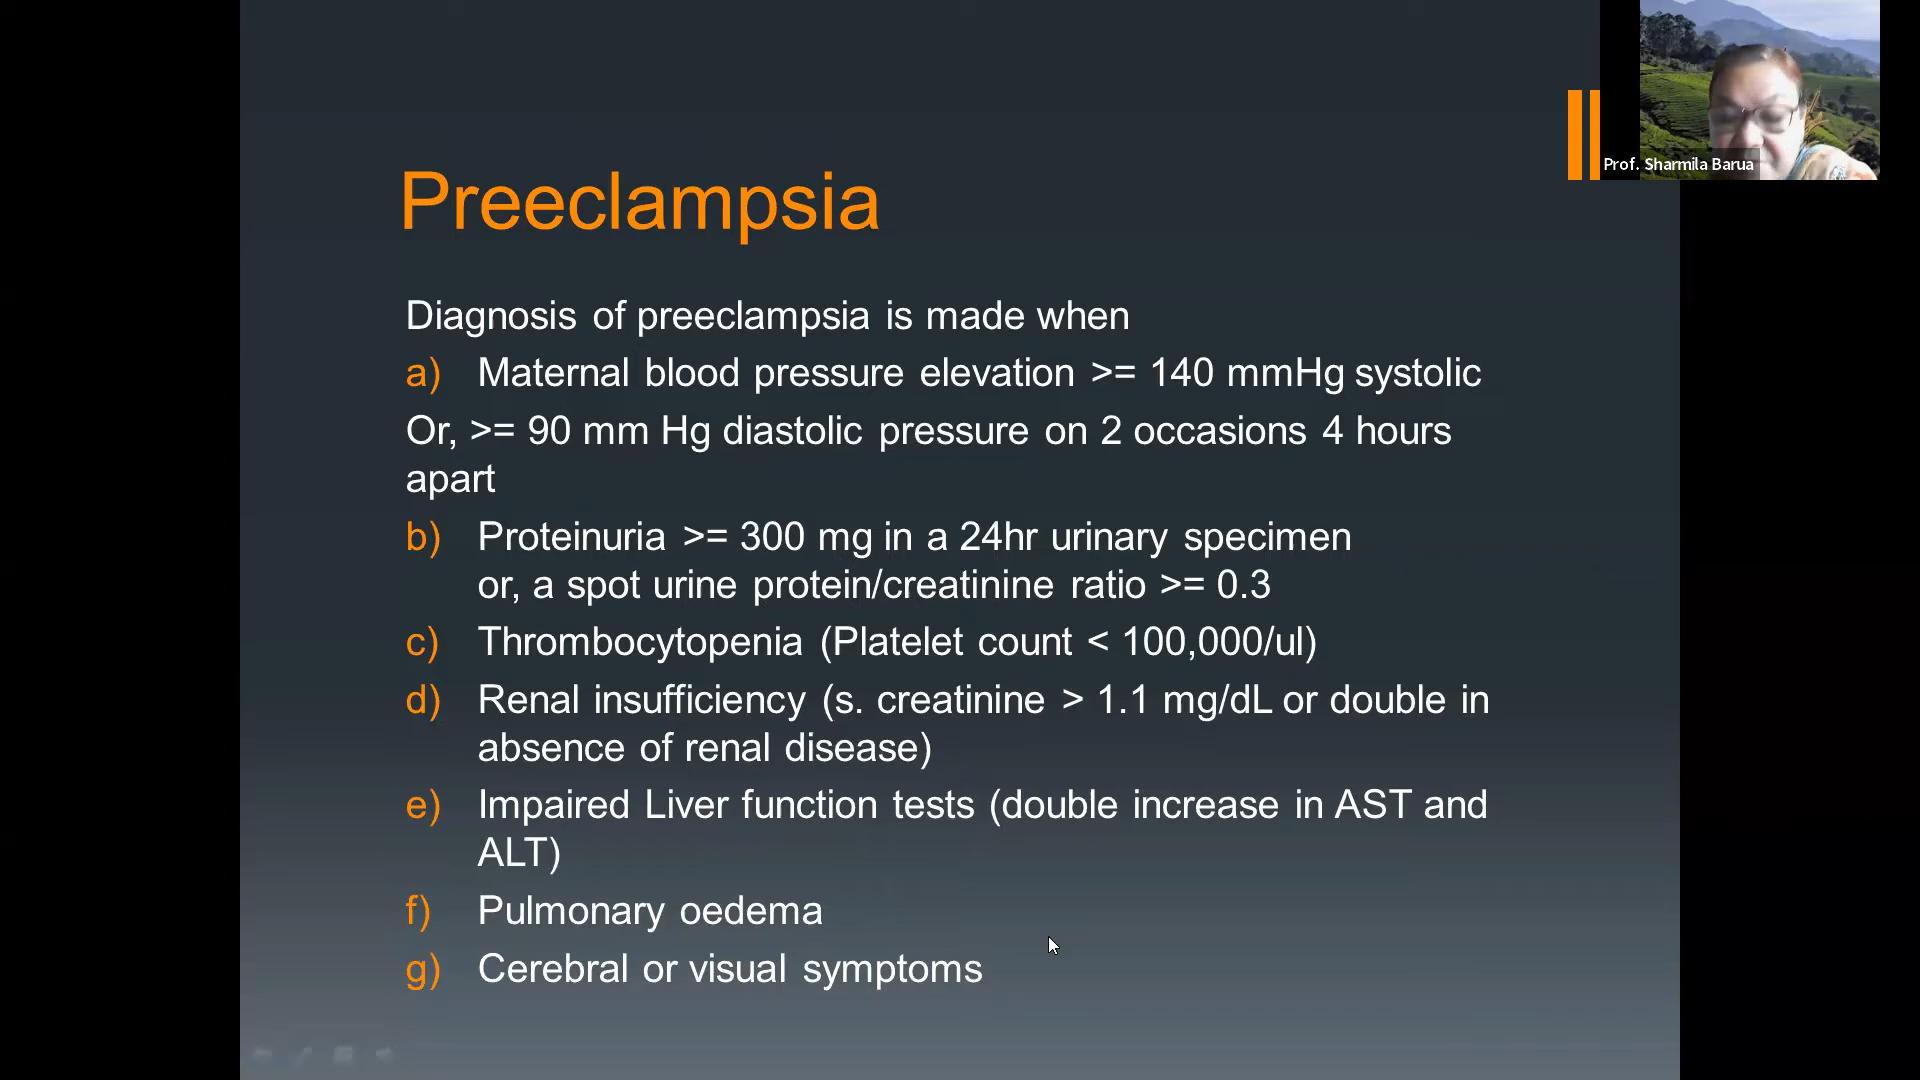 Prof. Sharmila Barua
Preeclampsia
Diagnosis of preeclampsia is made when
a) Maternal blood pressure elevation >= 140 mmHg systolic
Or, >= 90 mm Hg diastolic pressure on 2 occasions 4 hours
apart
b) Proteinuria >= 300 mg in a 24hr urinary specimen
or, a spot urine protein/creatinine ratio >= 0.3
c) Thrombocytopenia (Platelet count < 100,000/ul)
d) Renal insufficiency (s. creatinine > 1.1 mg/dL or double in
absence of renal disease)
e) Impaired Liver function tests (double increase in AST and
ALT)
f) Pulmonary oedema
g) Cerebral or visual symptoms